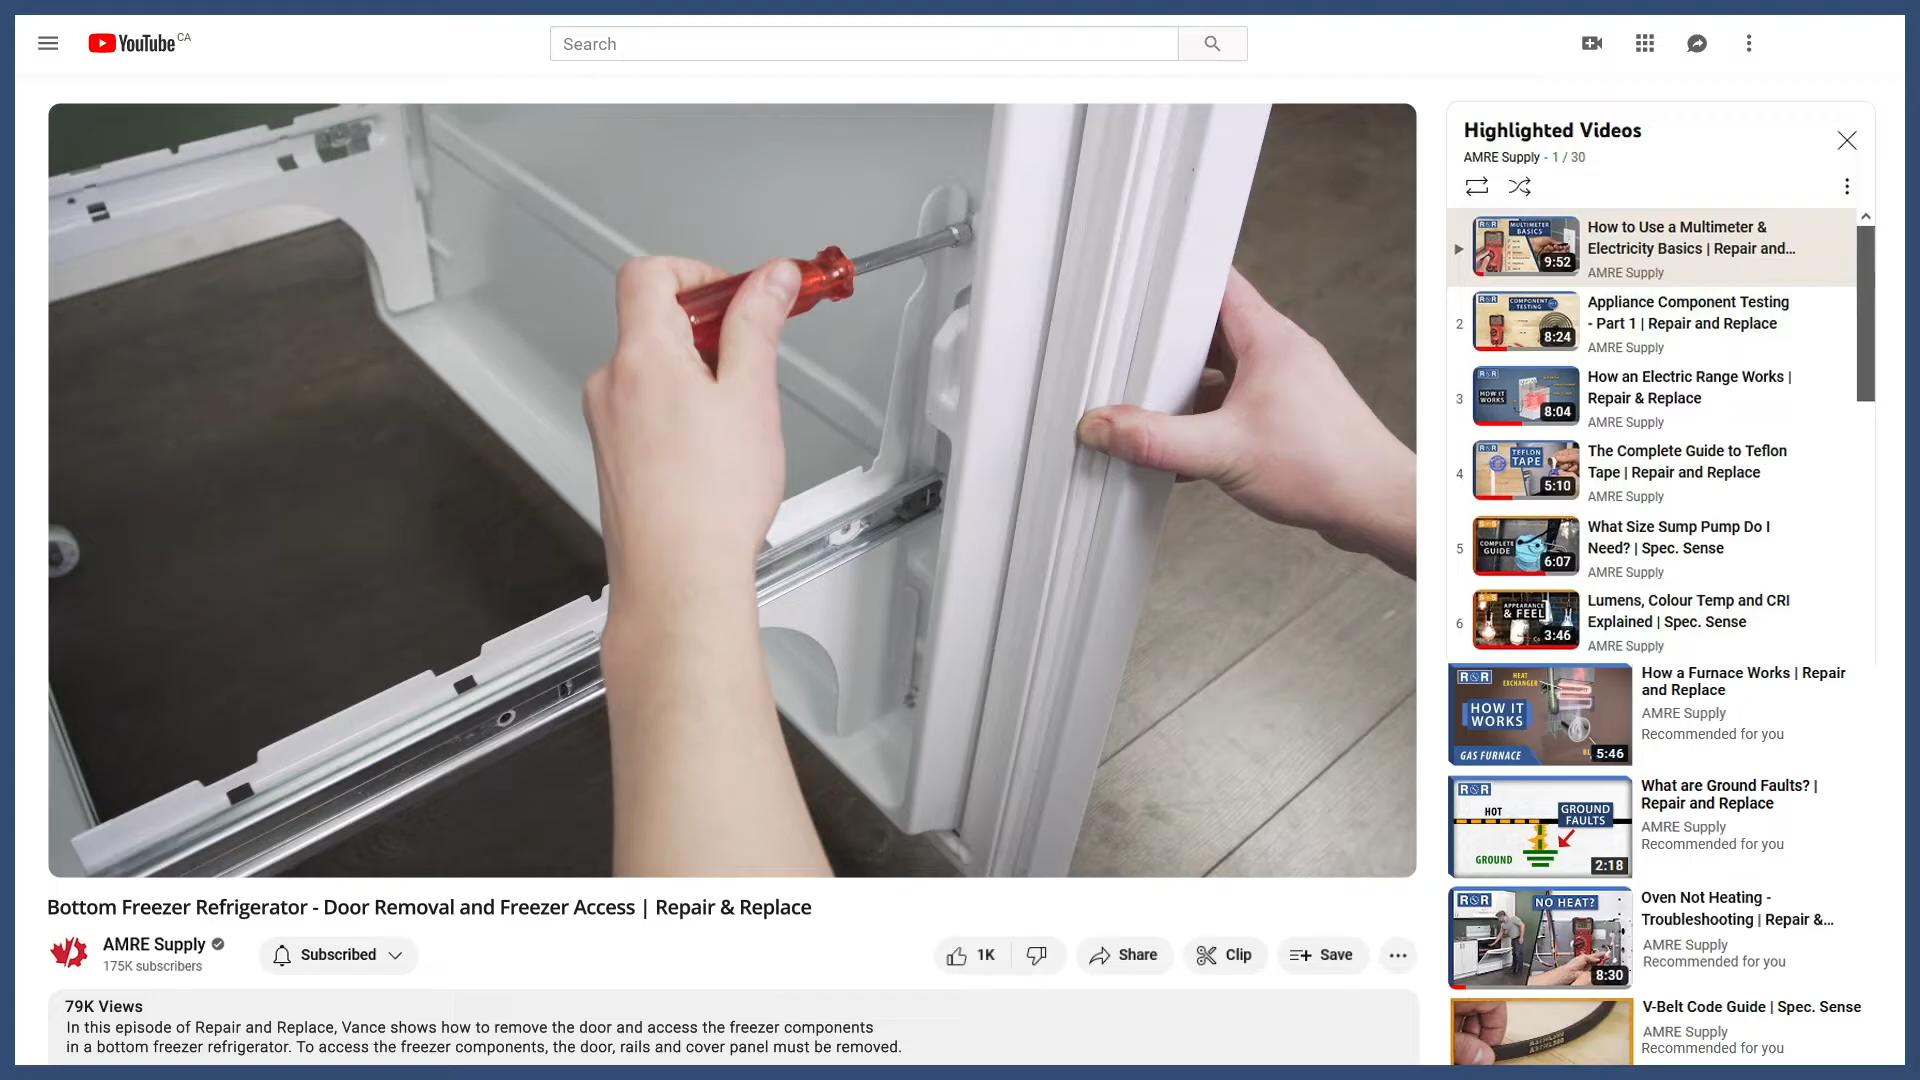 YouTube CA
Search
Highlighted Videos
AMRE Supply - 1 / 30
R&R
MULTIMETER
BASICS
9:52
How to Use a Multimeter &
Electricity Basics | Repair and...
AMRE Supply
2
R&R
COMPONENT
TESTING
8:24
Appliance Component Testing
- Part 1 | Repair and Replace
AMRE Supply
3
R&R
HOW IT
WORKS
8:04
How an Electric Range Works |
Repair & Replace
AMRE Supply
4
R&R
TEFLON
TAPE
5:10
The Complete Guide to Teflon
Tape | Repair and Replace
AMRE Supply
5
S+S
COMPLETE
GUIDE
6:07
What Size Sump Pump Do I
Need? | Spec. Sense
AMRE Supply
6
S+S
APPEARANCE
& FEEL
3:46
Lumens, Colour Temp and CRI
Explained | Spec. Sense
AMRE Supply
R&R
HEAT
EXCHANGER
HOW IT
WORKS
GAS FURNACE
5:46
How a Furnace Works | Repair
and Replace
AMRE Supply
Recommended for you
R&R
HOT
GROUND
FAULTS
GROUND
2:18
What are Ground Faults? |
Repair and Replace
AMRE Supply
Recommended for you
R&R
NO HEAT?
8:30
Oven Not Heating -
Troubleshooting | Repair &...
AMRE Supply
Recommended for you
V-Belt Code Guide | Spec. Sense
AMRE Supply
Recommended for you
Bottom Freezer Refrigerator - Door Removal and Freezer Access | Repair & Replace
AMRE Supply
175K subscribers
Subscribed
1K
Share
Clip
Save
79K Views
In this episode of Repair and Replace, Vance shows how to remove the door and access the freezer components
in a bottom freezer refrigerator. To access the freezer components, the door, rails and cover panel must be removed.